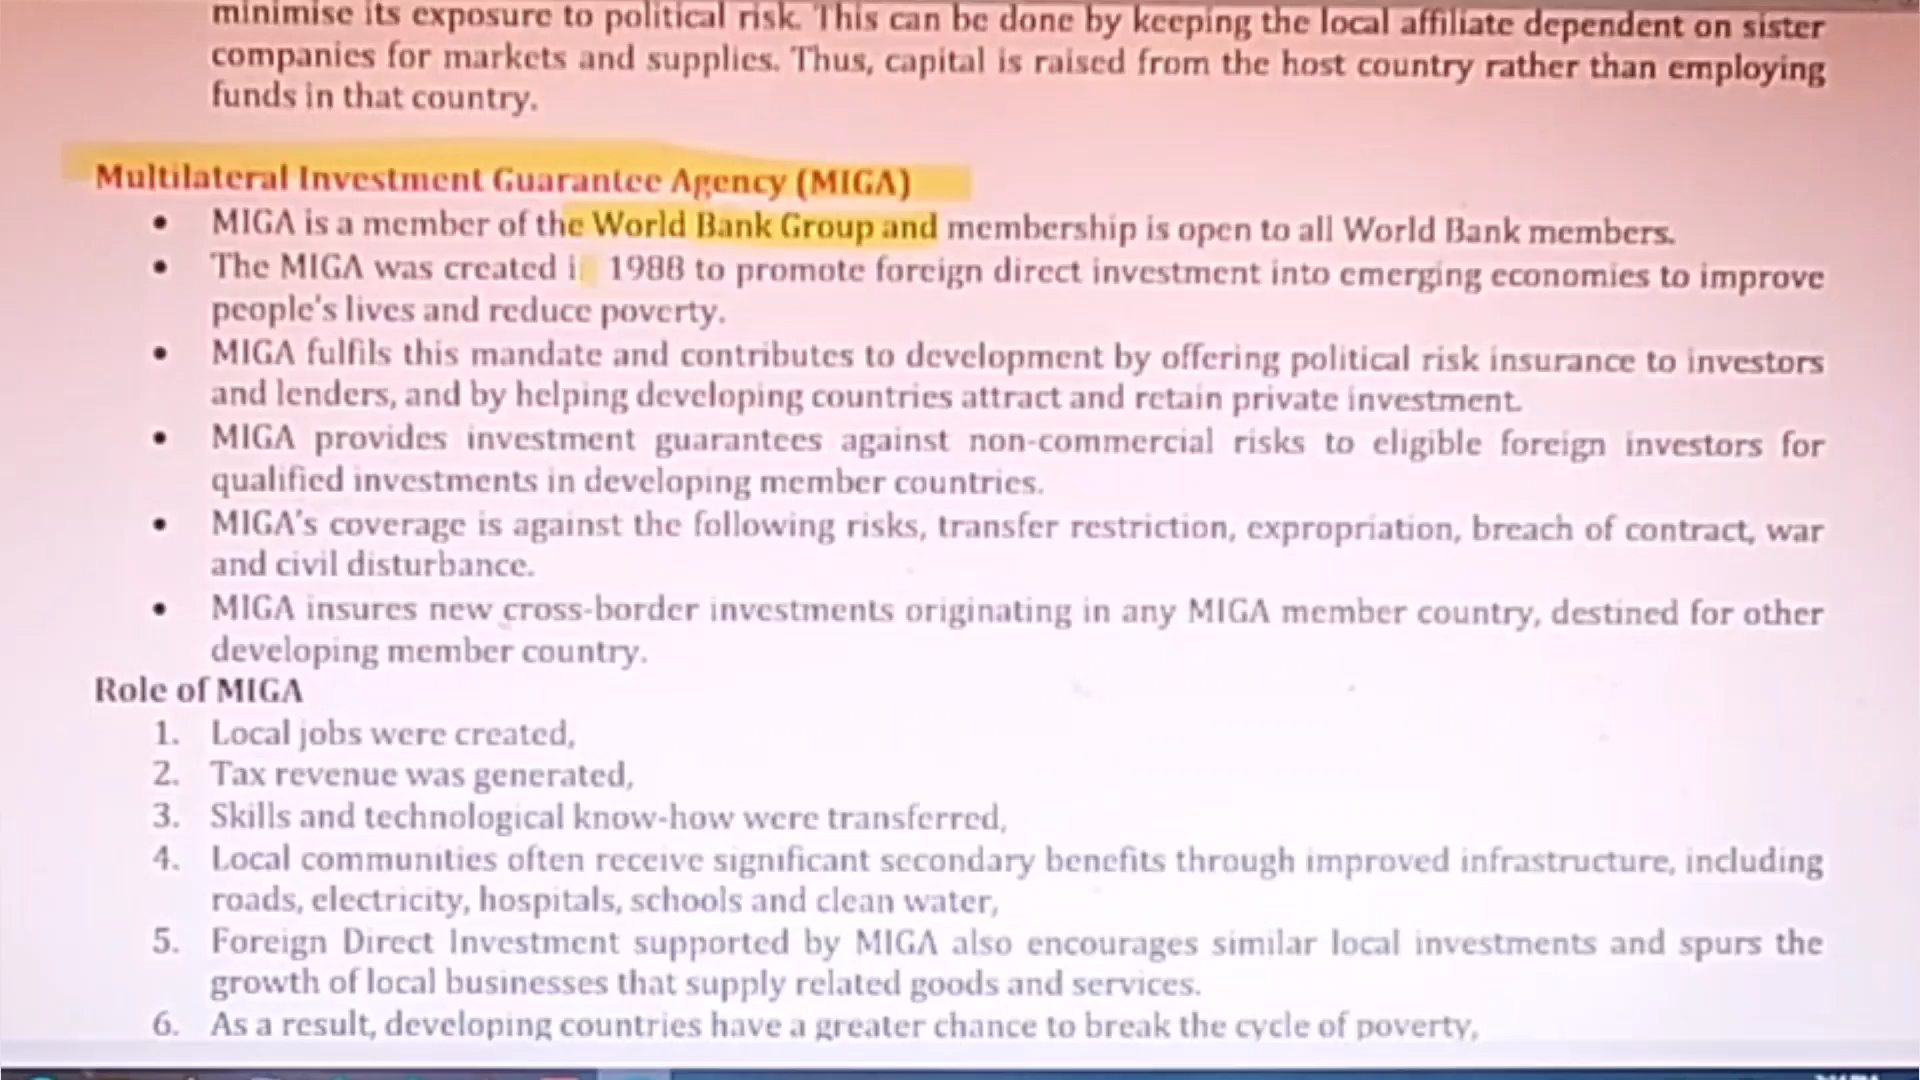 minimise its exposure to political risk. This can be done by keeping the local affiliate dependent on sister
companies for markets and supplies. Thus, capital is raised from the host country rather than employing
funds in that country.
Multilateral Investment Guarantee Agency (MIGA)
• MIGA is a member of the World Bank Group and membership is open to all World Bank members.
• The MIGA was created i 1988 to promote foreign direct investment into emerging economies to improve
people's lives and reduce poverty.
• MIGA fulfils this mandate and contributes to development by offering political risk insurance to investors
and lenders, and by helping developing countries attract and retain private investment.
• MIGA provides investment guarantees against non-commercial risks to eligible foreign investors for
qualified investments in developing member countries.
• MIGA's coverage is against the following risks, transfer restriction, expropriation, breach of contract, war
and civil disturbance.
• MIGA insures new cross-border investments originating in any MIGA member country, destined for other
developing member country.
Role of MIGA
1. Local jobs were created,
2. Tax revenue was generated,
3. Skills and technological know-how were transferred,
4. Local communities often receive significant secondary benefits through improved infrastructure, including
roads, electricity, hospitals, schools and clean water,
5. Foreign Direct Investment supported by MIGA also encourages similar local investments and spurs the
growth of local businesses that supply related goods and services.
6. As a result, developing countries have a greater chance to break the cycle of poverty,